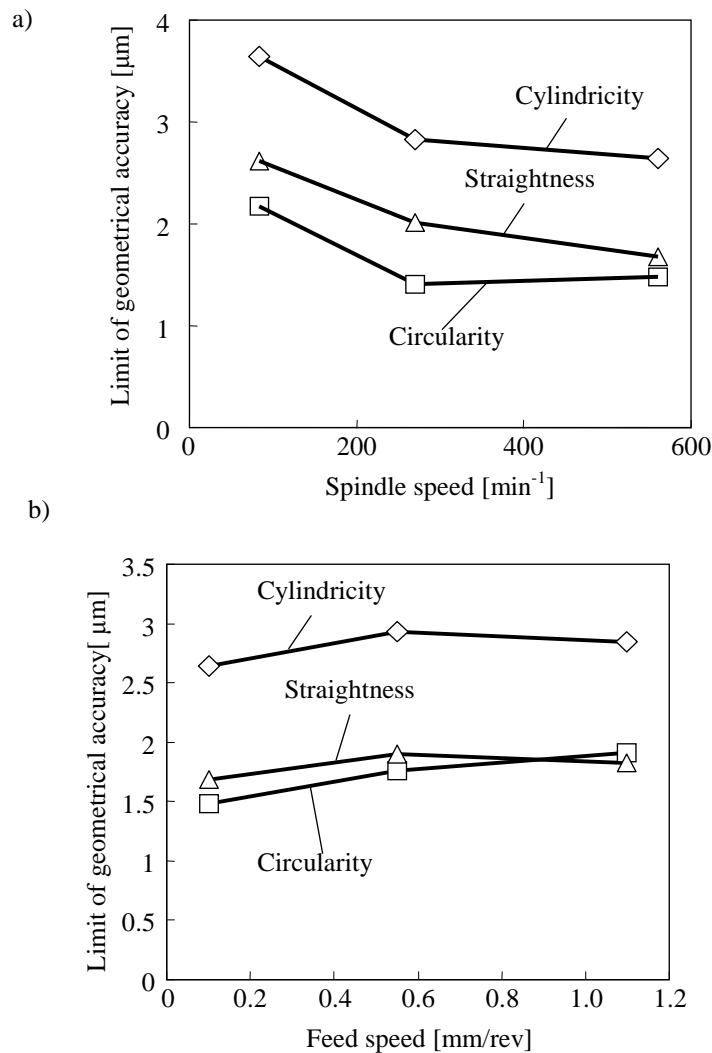 a)
Limit of geometrical accuracy [μm]
4
3
2
1
0
Cylindricity
Straightness
Circularity
0 200 400 600
Spindle speed [min⁻¹]
b)
Limit of geometrical accuracy[ μm]
3.5
3
2.5
2
1.5
1
0.5
0
Cylindricity
Straightness
Circularity
0 0.2 0.4 0.6 0.8 1.0 1.2
Feed speed [mm/rev]